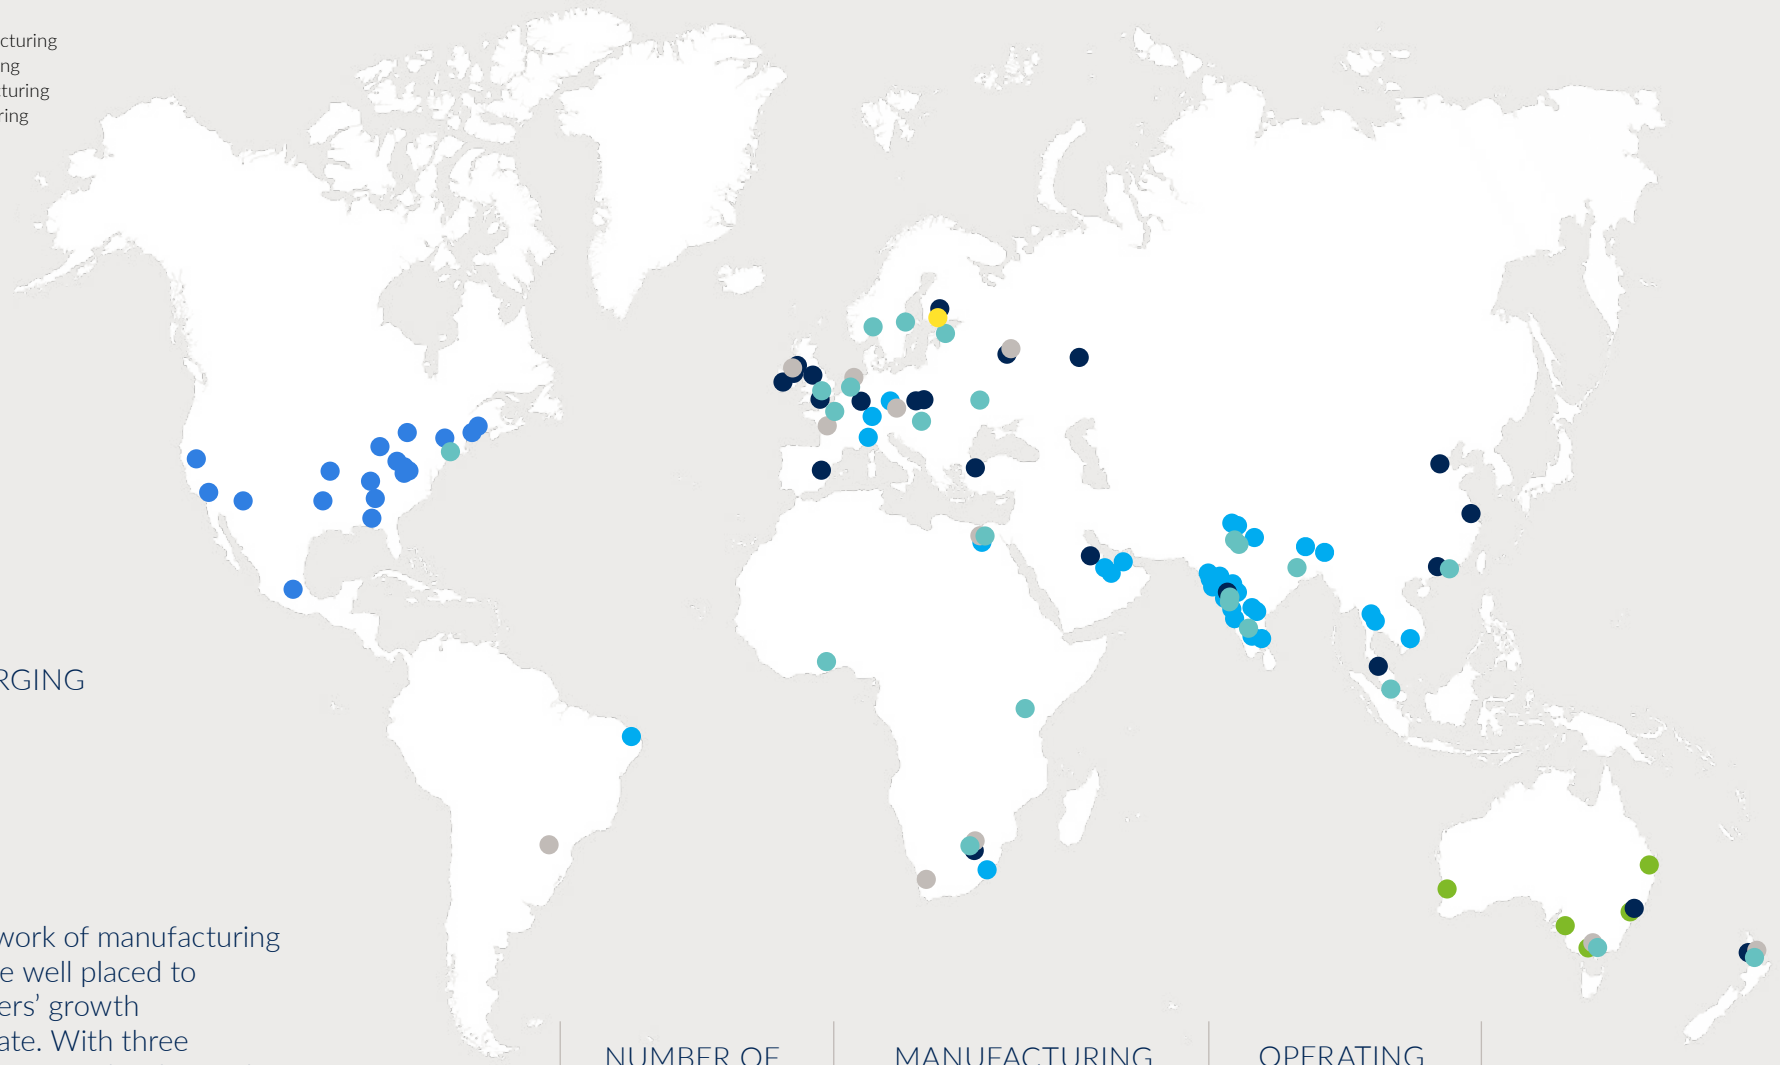 cturing
ng
turing
ring
RGING
work of manufacturing
e well placed to
ers’ growth
ate. With three
NUMBER OF
MANUFACTURING
OPERATING